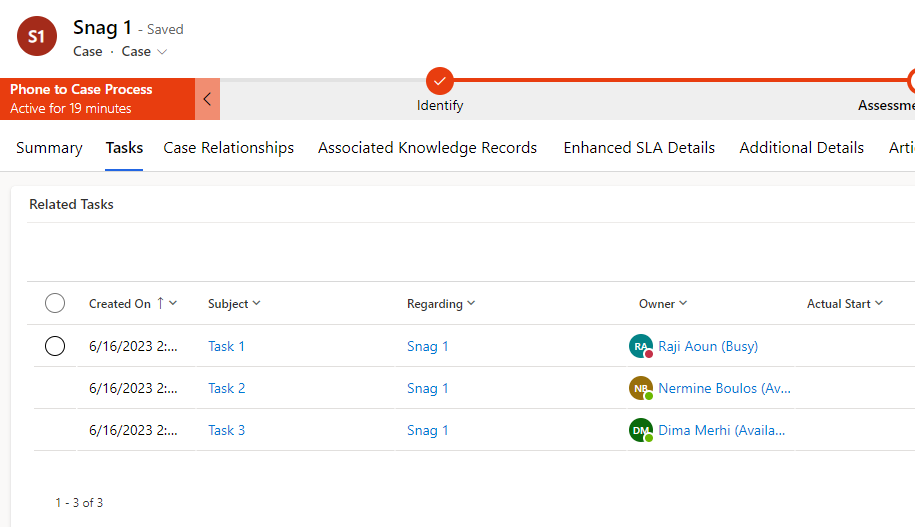 S1
Snag 1 - Saved
Case · Case
Phone to Case Process
Active for 19 minutes
Identify
Assessme
Summary Tasks Case Relationships Associated Knowledge Records Enhanced SLA Details Additional Details Arti
Related Tasks
Created On Subject Regarding Owner Actual Start
6/16/2023 2:... Task 1 Snag 1 RA Raji Aoun (Busy)
6/16/2023 2:... Task 2 Snag 1 NB Nermine Boulos (Av...
6/16/2023 2:... Task 3 Snag 1 DM Dima Merhi (Availa...
1 - 3 of 3